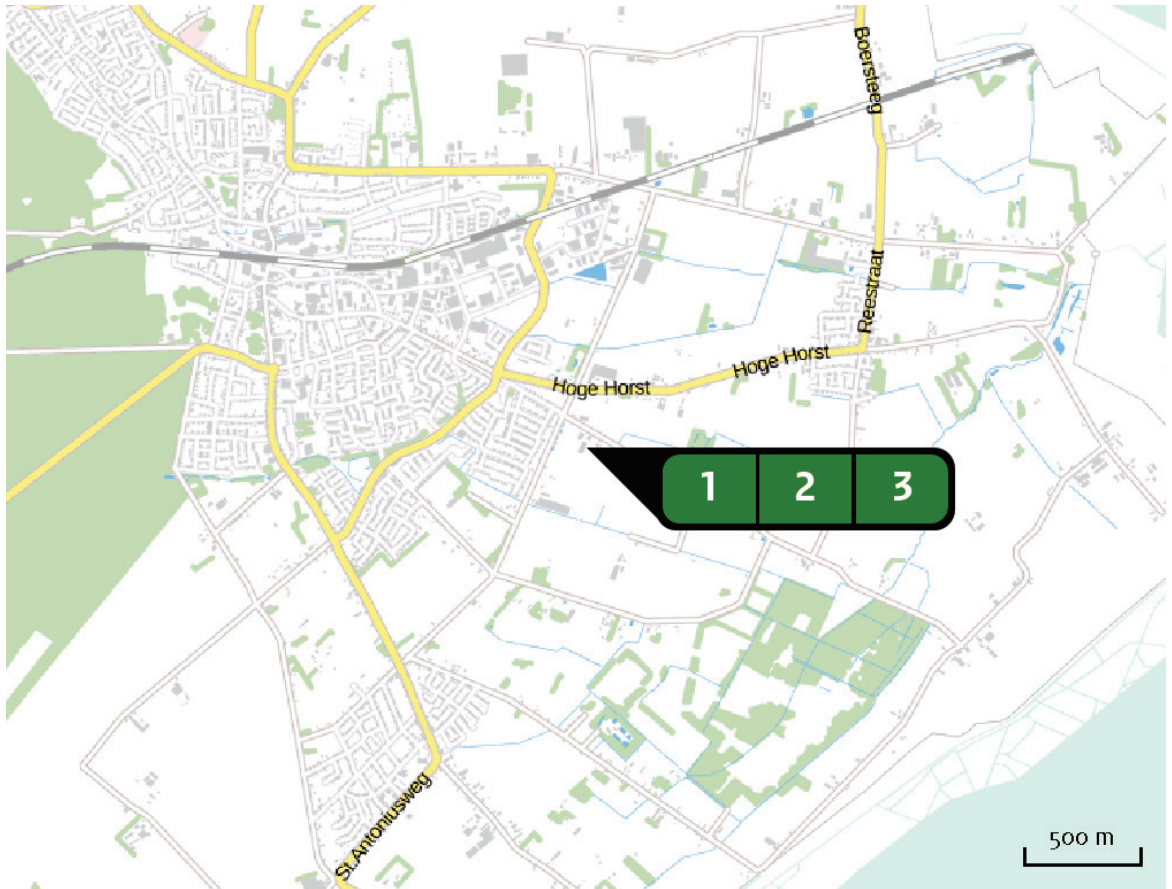 Boersteeg
Reestraat
Hoge Horst
Hoge Horst
1 2 3
St. Antoniusweg
500 m